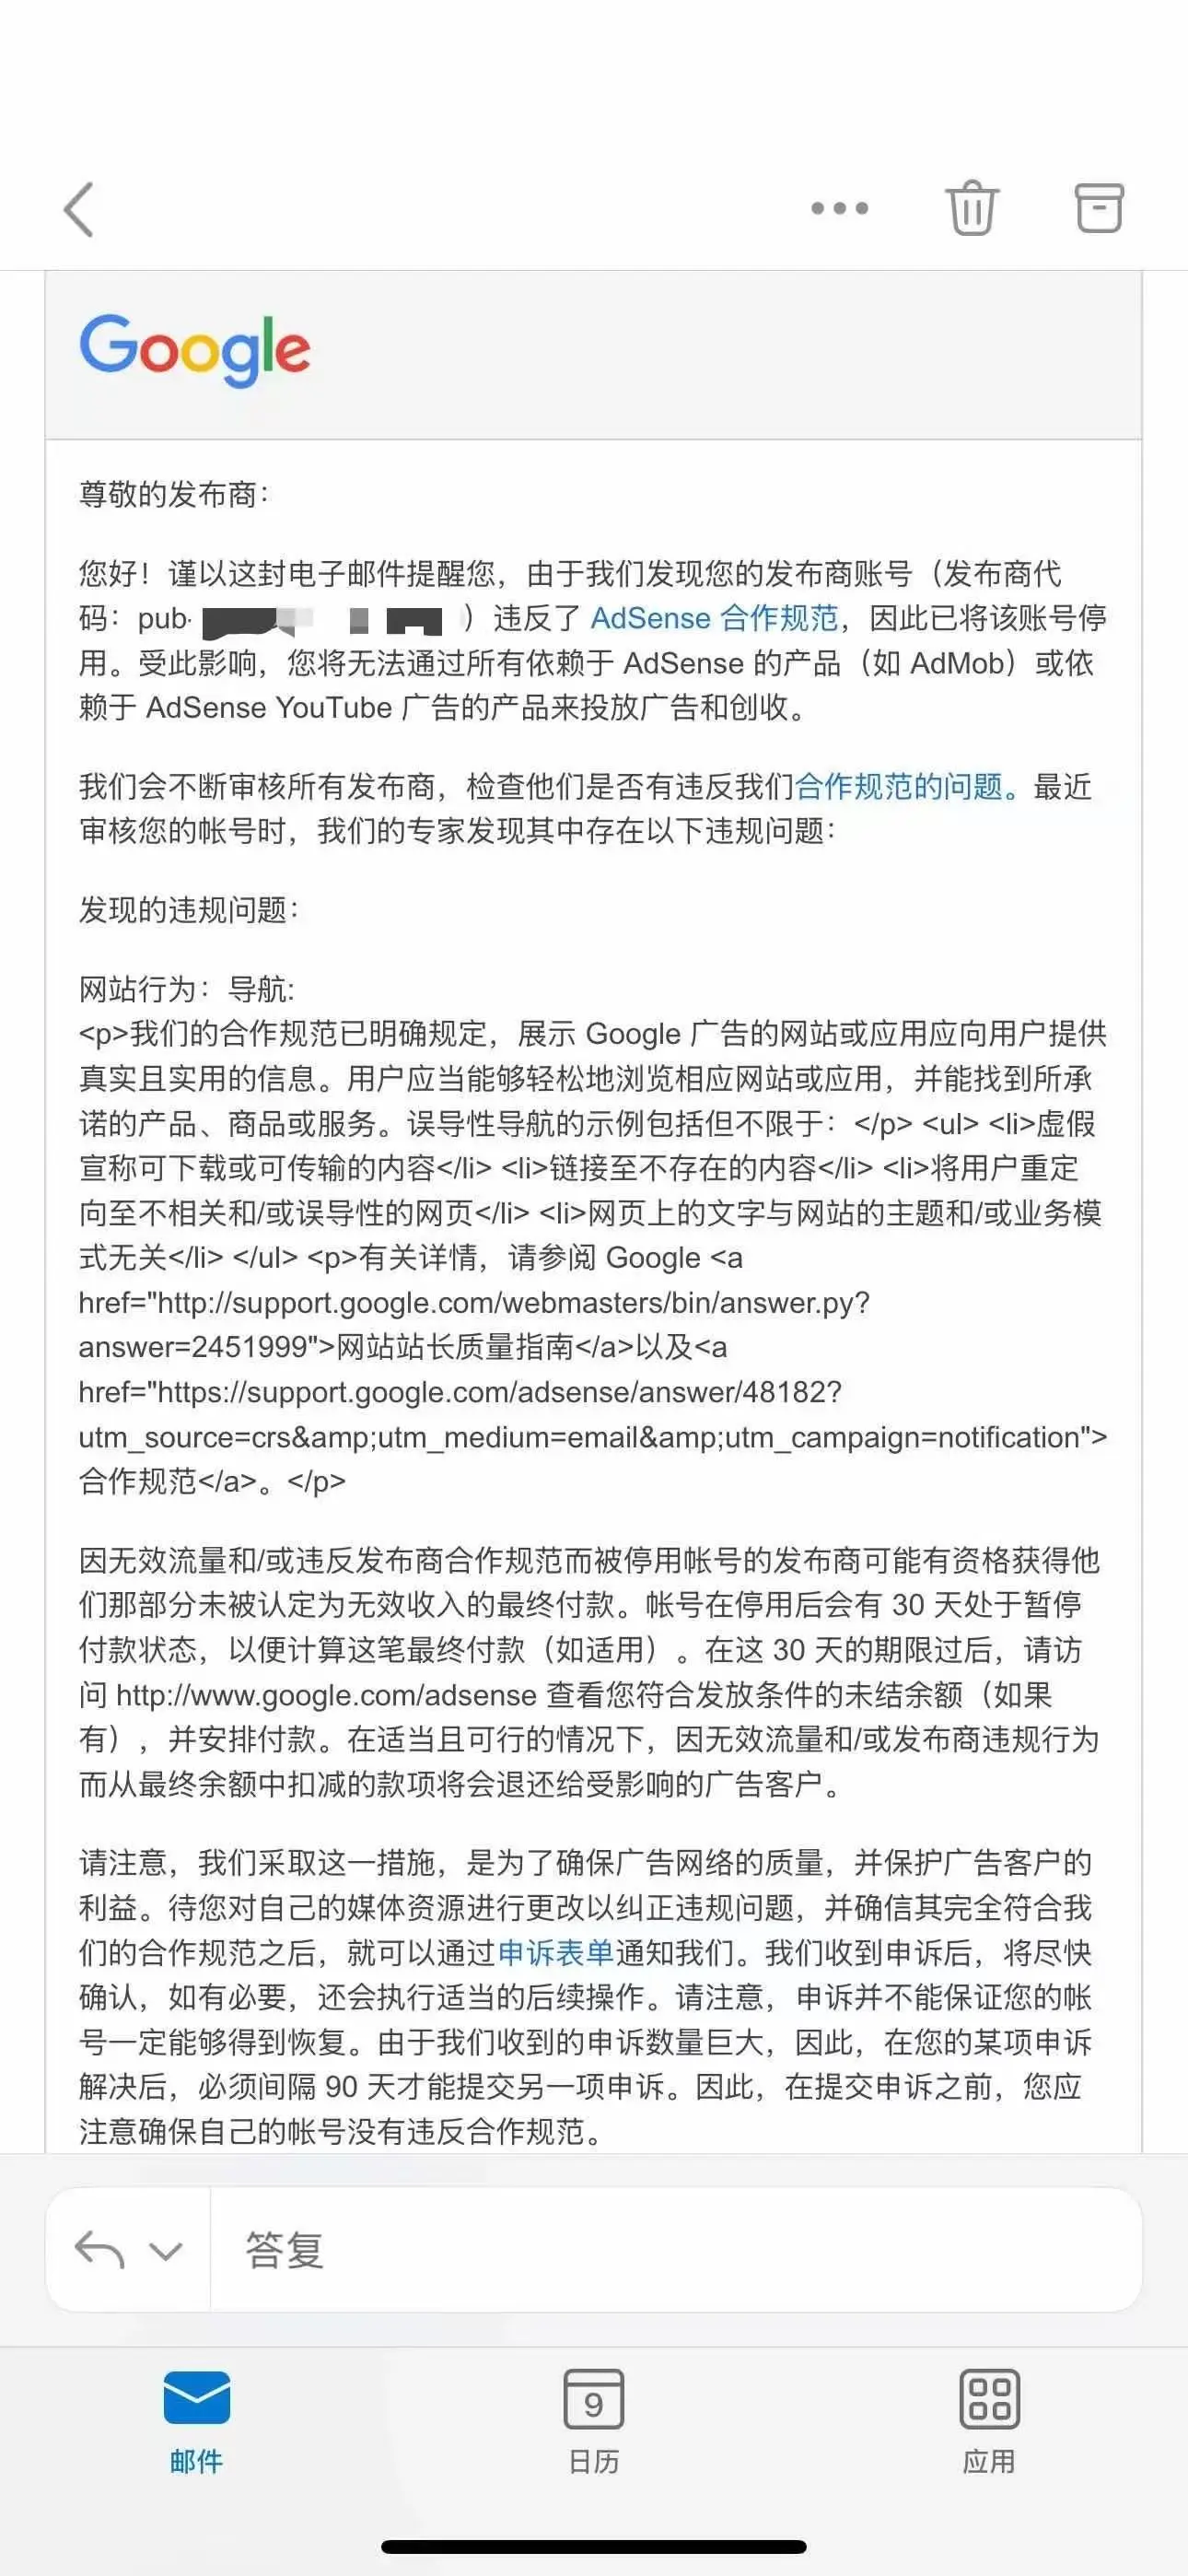 Google
尊敬的发布商：
您好！谨以这封电子邮件提醒您，由于我们发现您的发布商账号（发布商代
码：pub-
）违反了 AdSense 合作规范，因此已将该账号停
用。受此影响，您将无法通过所有依赖于 AdSense 的产品（如 AdMob）或依
赖于 AdSense YouTube 广告的产品来投放广告和创收。
我们会不断审核所有发布商，检查他们是否有违反我们合作规范的问题。最近
审核您的帐号时，我们的专家发现其中存在以下违规问题：
发现的违规问题：
网站行为：导航:
<p>我们的合作规范已明确规定，展示 Google 广告的网站或应用应向用户提供
真实且实用的信息。用户应当能够轻松地浏览相应网站或应用，并能找到所承
诺的产品、商品或服务。误导性导航的示例包括但不限于：</p> <ul> <li>虚假
宣称可下载或可传输的内容</li> <li>链接至不存在的内容</li> <li>将用户重定
向至不相关和/或误导性的网页</li> <li>网页上的文字与网站的主题和/或业务模
式无关</li> </ul> <p>有关详情，请参阅 Google <a
href="http://support.google.com/webmasters/bin/answer.py?
answer=2451999">网站站长质量指南</a>以及<a
href="https://support.google.com/adsense/answer/48182?
utm_source=crs&amp;utm_medium=email&amp;utm_campaign=notification">
合作规范</a>。</p>
因无效流量和/或违反发布商合作规范而被停用帐号的发布商可能有资格获得他
们那部分未被认定为无效收入的最终付款。帐号在停用后会有 30 天处于暂停
付款状态，以便计算这笔最终付款（如适用）。在这 30 天的期限过后，请访
问 http://www.google.com/adsense 查看您符合发放条件的未结余额（如果
有），并安排付款。在适当且可行的情况下，因无效流量和/或发布商违规行为
而从最终余额中扣减的款项将会退还给受影响的广告客户。
请注意，我们采取这一措施，是为了确保广告网络的质量，并保护广告客户的
利益。待您对自己的媒体资源进行更改以纠正违规问题，并确信其完全符合我
们的合作规范之后，就可以通过申诉表单通知我们。我们收到申诉后，将尽快
确认，如有必要，还会执行适当的后续操作。请注意，申诉并不能保证您的帐
号一定能够得到恢复。由于我们收到的申诉数量巨大，因此，在您的某项申诉
解决后，必须间隔 90 天才能提交另一项申诉。因此，在提交申诉之前，您应
注意确保自己的帐号没有违反合作规范。
答复
9
邮件
日历
应用